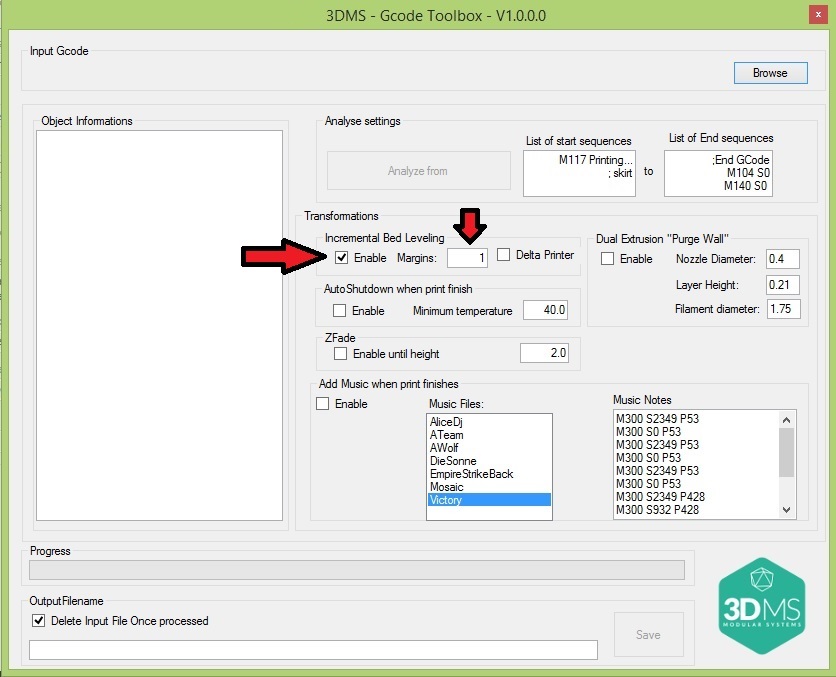 3DMS - Gcode Toolbox - V1.0.0.0
x
Input Gcode
Browse
Object Informations
Analyse settings
Analyze from
List of start sequences
M117 Printing...
; skirt
to
List of End sequences
;End GCode
M104 S0
M140 S0
Transformations
Incremental Bed Leveling
Enable Margins: 1 Delta Printer
AutoShutdown when print finish
Enable Minimum temperature 40.0
ZFade
Enable until height 2.0
Dual Extrusion "Purge Wall"
Enable Nozzle Diameter: 0.4
Layer Height: 0.21
Filament diameter: 1.75
Add Music when print finishes
Enable
Music Files:
AliceDj
ATeam
AWolf
DieSonne
EmpireStrikeBack
Mosaic
Victory
Music Notes
M300 S2349 P53
M300 S0 P53
M300 S2349 P53
M300 S0 P53
M300 S2349 P53
M300 S0 P53
M300 S2349 P428
M300 S932 P428
Progress
OutputFilename
Delete Input File Once processed
Save
3DMS
MODULAR SYSTEMS